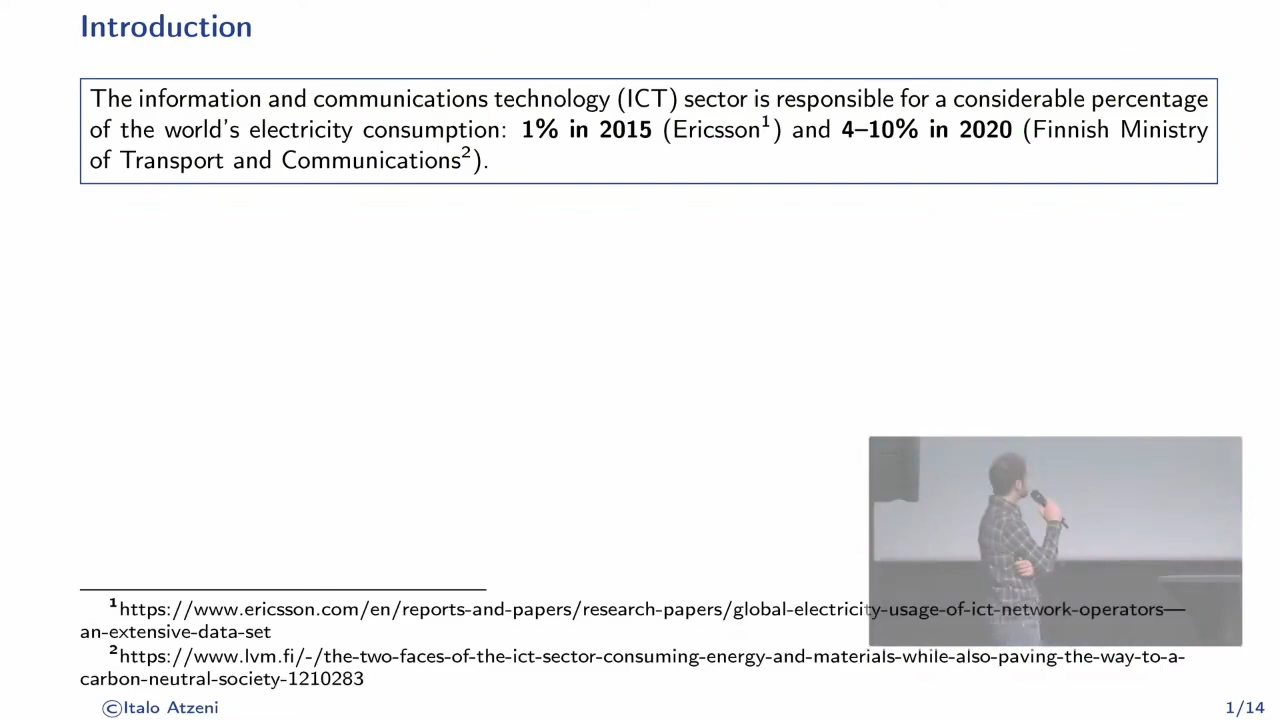 Introduction
The information and communications technology (ICT) sector is responsible for a considerable percentage
of the world's electricity consumption: 1% in 2015 (Ericsson¹) and 4–10% in 2020 (Finnish Ministry
of Transport and Communications²).
¹https://www.ericsson.com/en/reports-and-papers/research-papers/global-electricity-usage-of-ict-network-operators—
an-extensive-data-set
²https://www.lvm.fi/-/the-two-faces-of-the-ict-sector-consuming-energy-and-materials-while-also-paving-the-way-to-a-
carbon-neutral-society-1210283
©Italo Atzeni
1/14